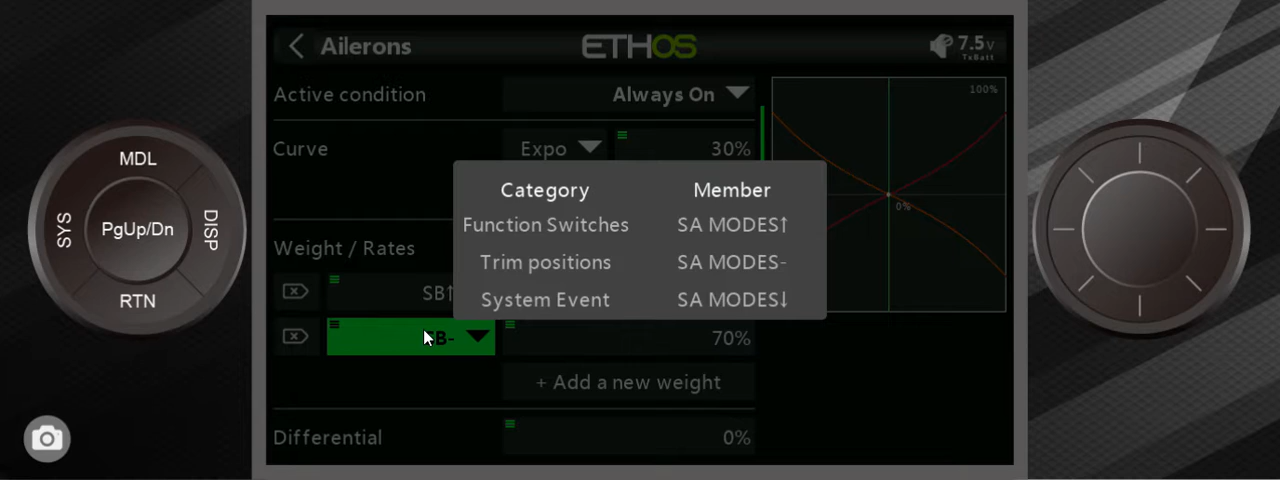 MDL
SYS
PgUp/Dn
DISP
RTN
Ailerons
ETHOS
7.5v
TxBatt
Active condition
Always On
100%
Curve
Expo
30%
Category
Member
Function Switches
SA MODES↑
0%
Trim positions
SA MODES-
System Event
SA MODES↓
Weight / Rates
SB↑
B-
70%
+ Add a new weight
Differential
0%